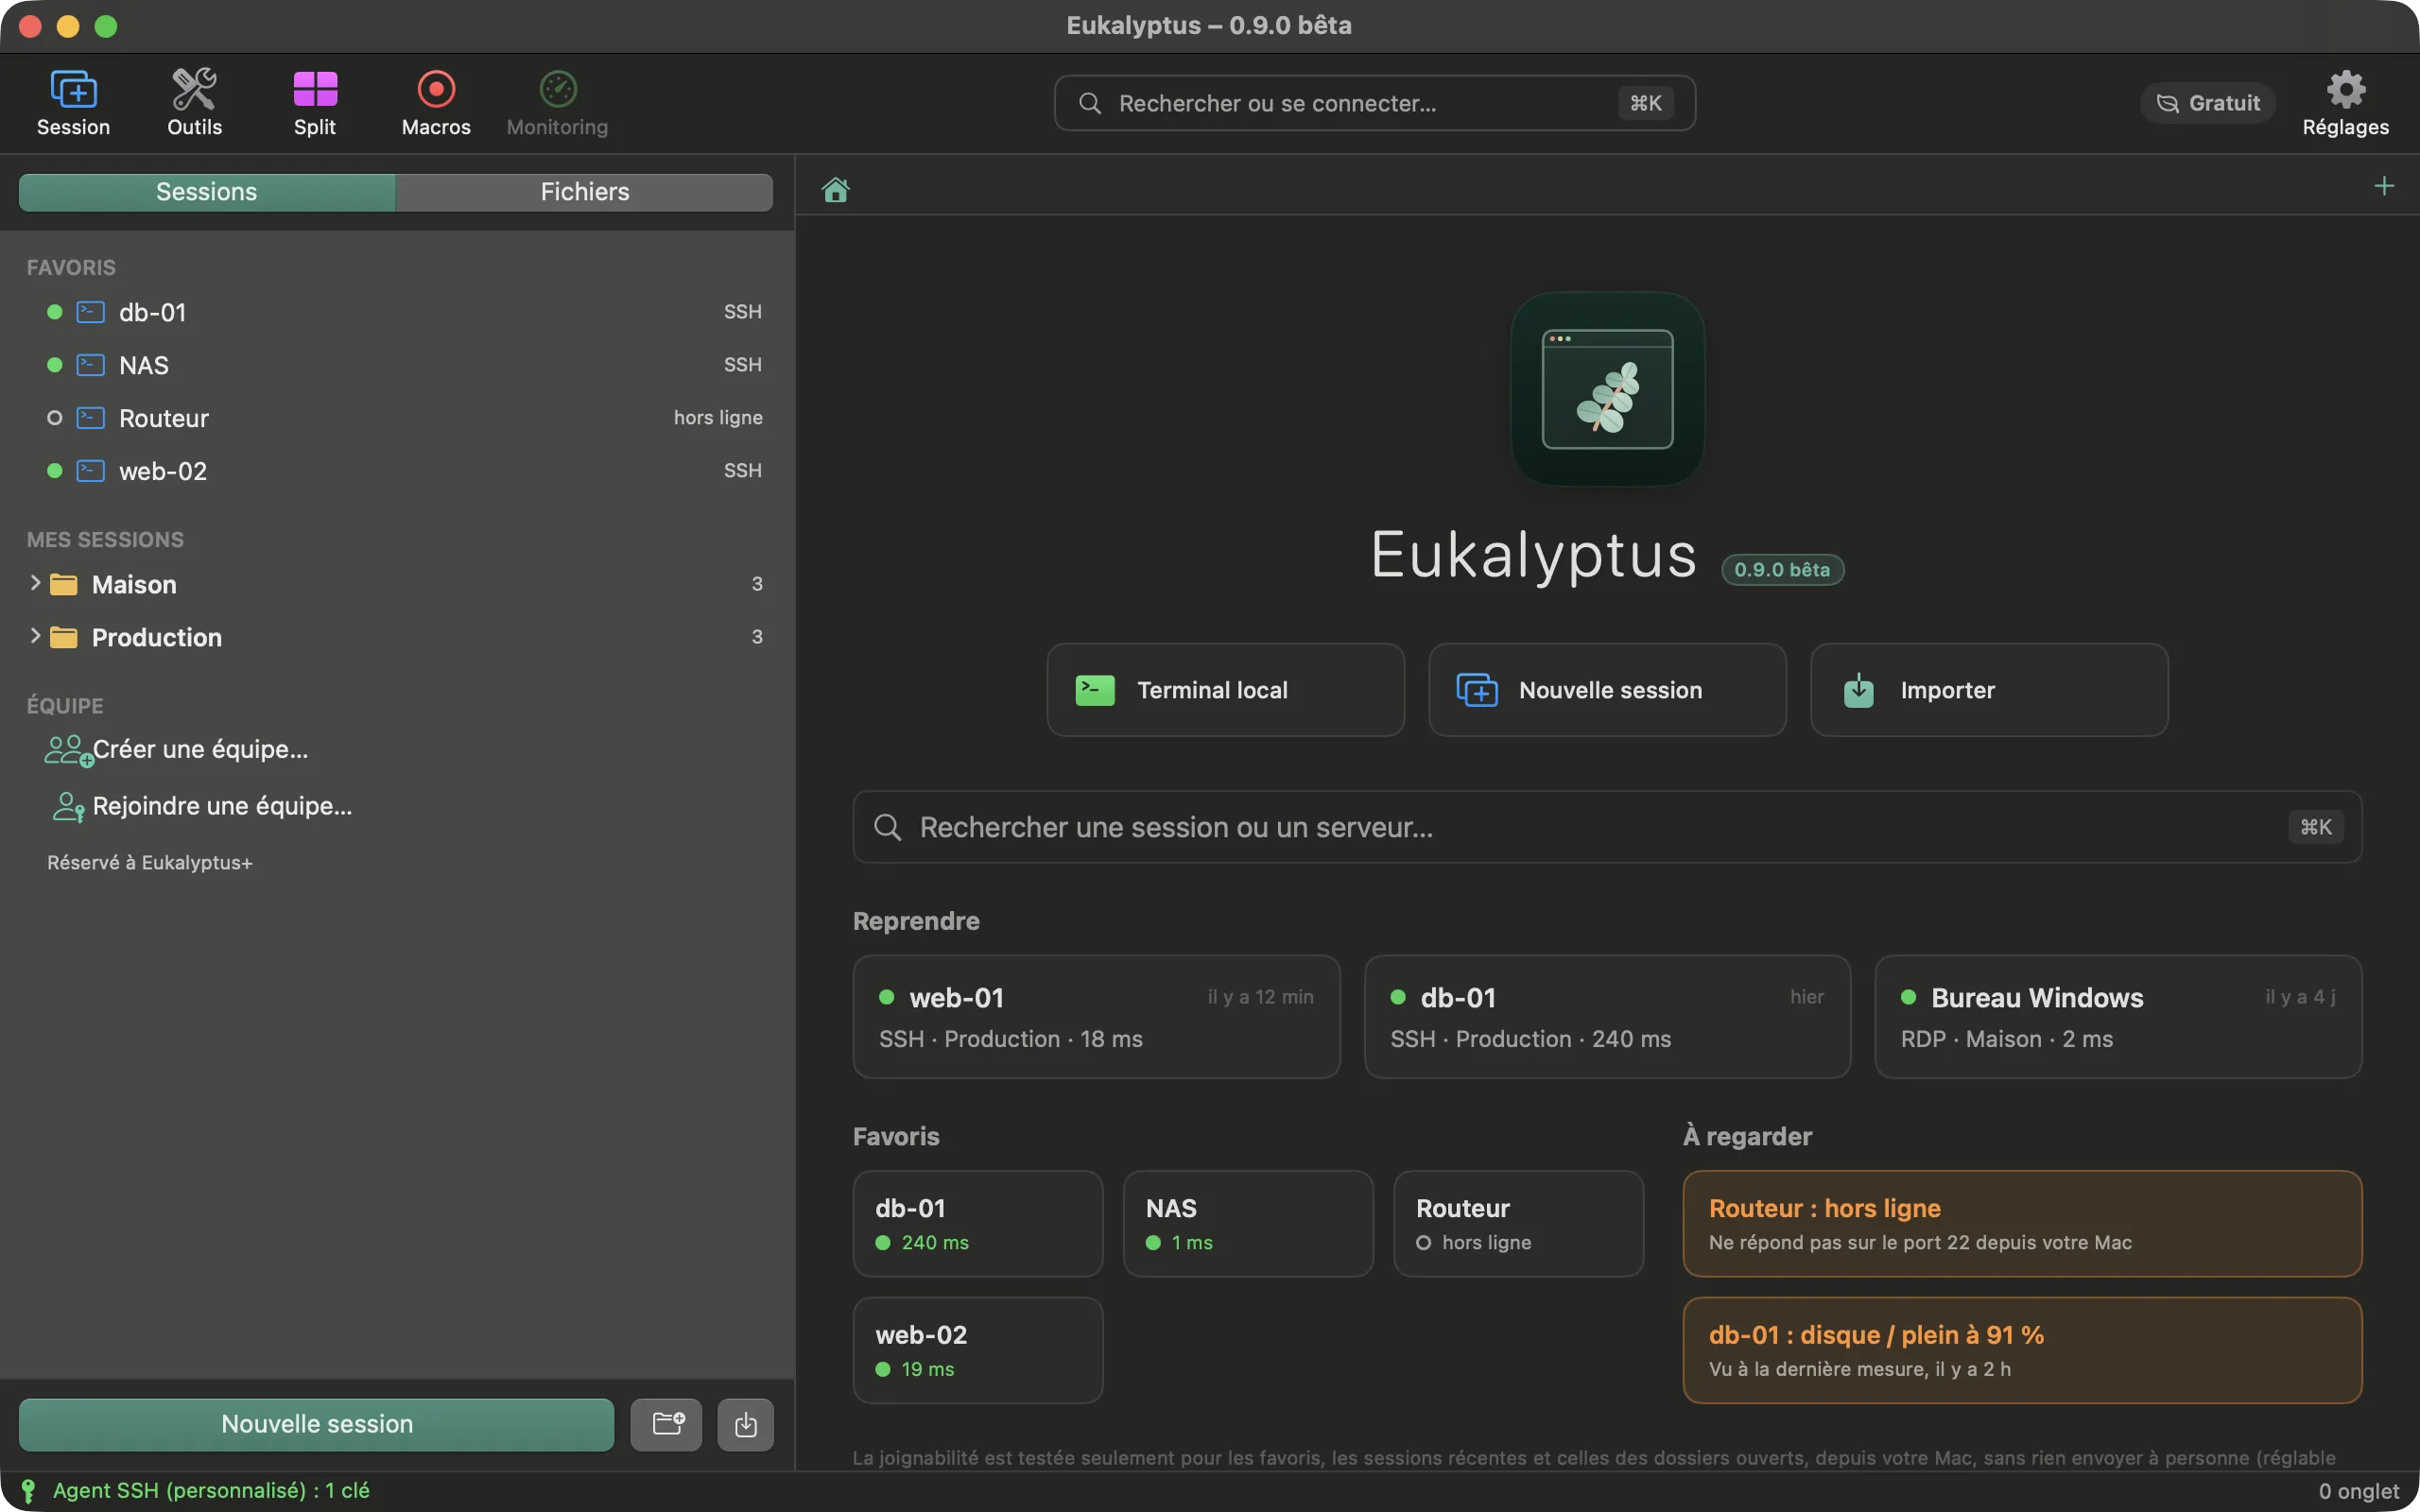 Eukalyptus – 0.9.0 bêta
Session
Outils
Split
Macros
Monitoring
Rechercher ou se connecter...
⌘K
Gratuit
Réglages
Sessions
Fichiers
FAVORIS
db-01 SSH
NAS SSH
Routeur hors ligne
web-02 SSH
MES SESSIONS
Maison 3
Production 3
ÉQUIPE
Créer une équipe...
Rejoindre une équipe...
Réservé à Eukalyptus+
Nouvelle session
Eukalyptus 0.9.0 bêta
Terminal local
Nouvelle session
Importer
Rechercher une session ou un serveur...
⌘K
Reprendre
web-01 il y a 12 min
SSH · Production · 18 ms
db-01 hier
SSH · Production · 240 ms
Bureau Windows il y a 4 j
RDP · Maison · 2 ms
Favoris
db-01
240 ms
NAS
1 ms
Routeur
hors ligne
web-02
19 ms
À regarder
Routeur : hors ligne
Ne répond pas sur le port 22 depuis votre Mac
db-01 : disque / plein à 91 %
Vu à la dernière mesure, il y a 2 h
La joignabilité est testée seulement pour les favoris, les sessions récentes et celles des dossiers ouverts, depuis votre Mac, sans rien envoyer à personne (réglable
Agent SSH (personnalisé) : 1 clé
0 onglet